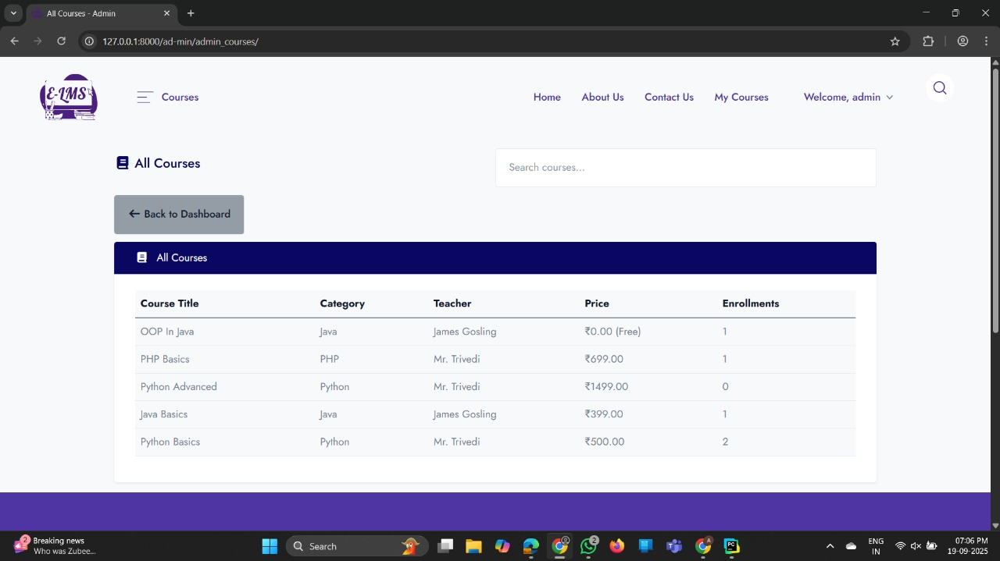 All Courses - Admin
127.0.0.1:8000/ad-min/admin_courses/
E-LMS
Courses
Home
About Us
Contact Us
My Courses
Welcome, admin
All Courses
Search courses...
Back to Dashboard
All Courses
Course Title Category Teacher Price Enrollments
OOP In Java Java James Gosling ₹0.00 (Free) 1
PHP Basics PHP Mr. Trivedi ₹699.00 1
Python Advanced Python Mr. Trivedi ₹1499.00 0
Java Basics Java James Gosling ₹399.00 1
Python Basics Python Mr. Trivedi ₹500.00 2
2
Breaking news
Who was Zubee...
Search
2
A
PC
ENG
IN
07:06 PM
19-09-2025